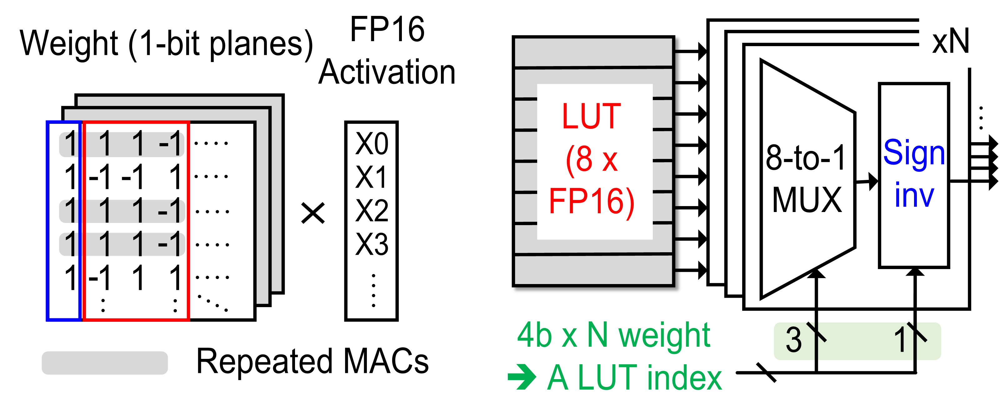 Weight (1-bit planes)
FP16
Activation
1 1 1 -1 ....
1 -1 -1 1 ....
1 1 1 -1 ....
1 1 1 -1 ....
1 -1 1 1 ....
×
X0
X1
X2
X3
Repeated MACs
LUT
(8 x
FP16)
xN
8-to-1
MUX
Sign
inv
3
1
4b x N weight
➔ A LUT index